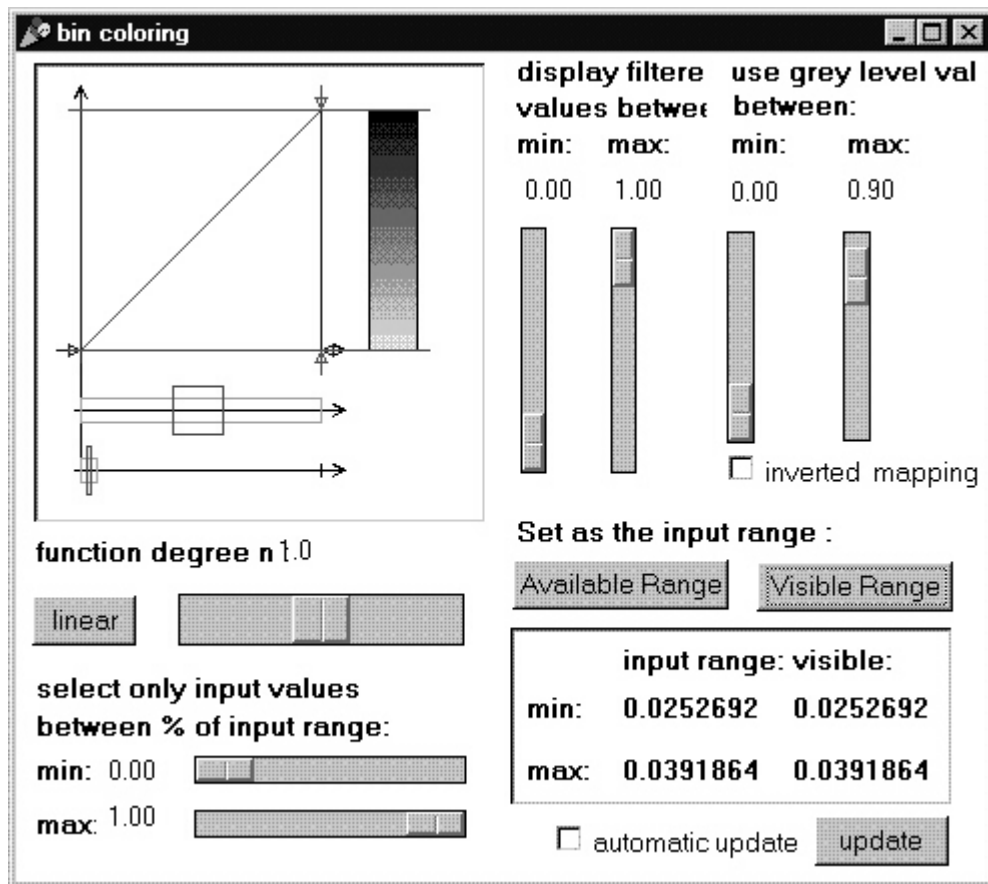 bin coloring
display filtere
values betwee
min: max:
0.00 1.00
use grey level val
between:
min: max:
0.00 0.90
inverted mapping
function degree n 1.0
linear
select only input values
between % of input range:
min: 0.00
max: 1.00
Set as the input range :
Available Range Visible Range
input range: visible:
min: 0.0252692 0.0252692
max: 0.0391864 0.0391864
automatic update update